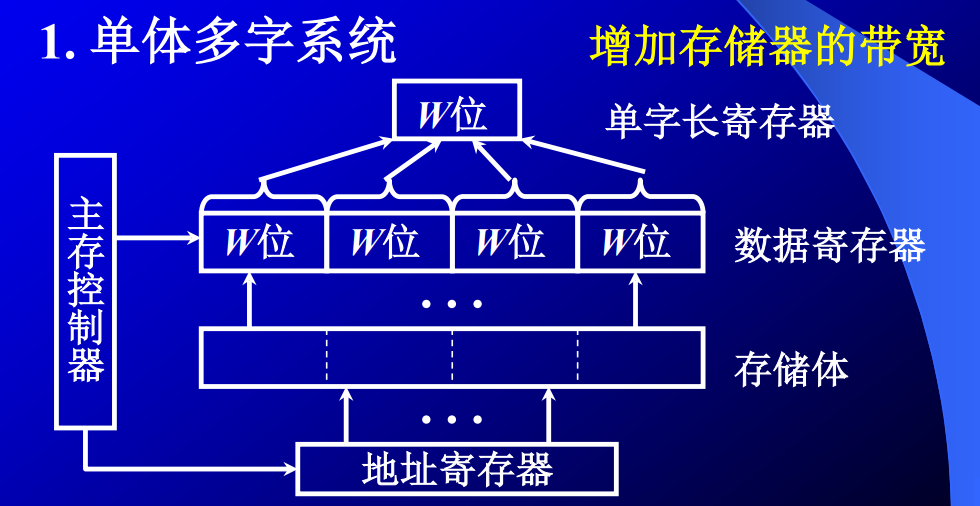 1. 单体多字系统
增加存储器的带宽
W位
单字长寄存器
主存控制器
W位 W位 W位 W位
数据寄存器
• • •
存储体
• • •
地址寄存器